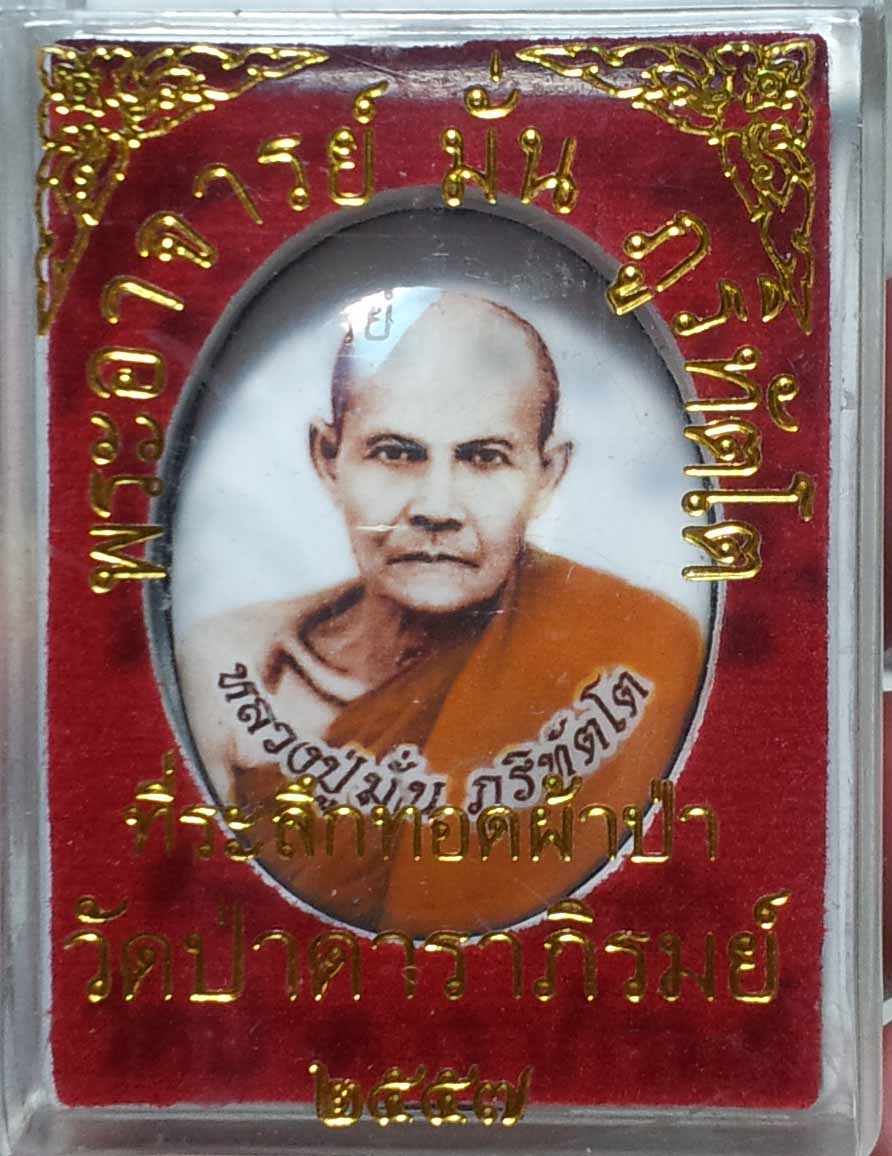 พระอาจารย์ มั่น ภูริทัตโต
หลวงปู่มั่น ภูริทัตโต
ที่ระลึกทอดผ้าป่า
วัดป่าดาราภิรมย์
๒๕๕๗